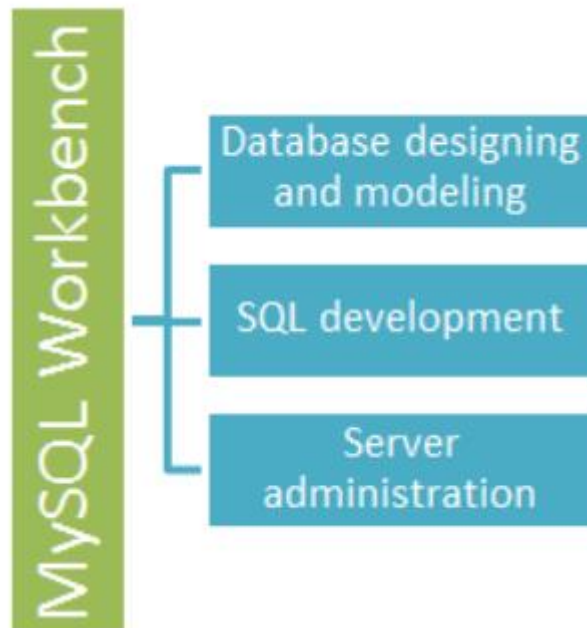 MySQL Workbench
Database designing
and modeling
SQL development
Server
administration